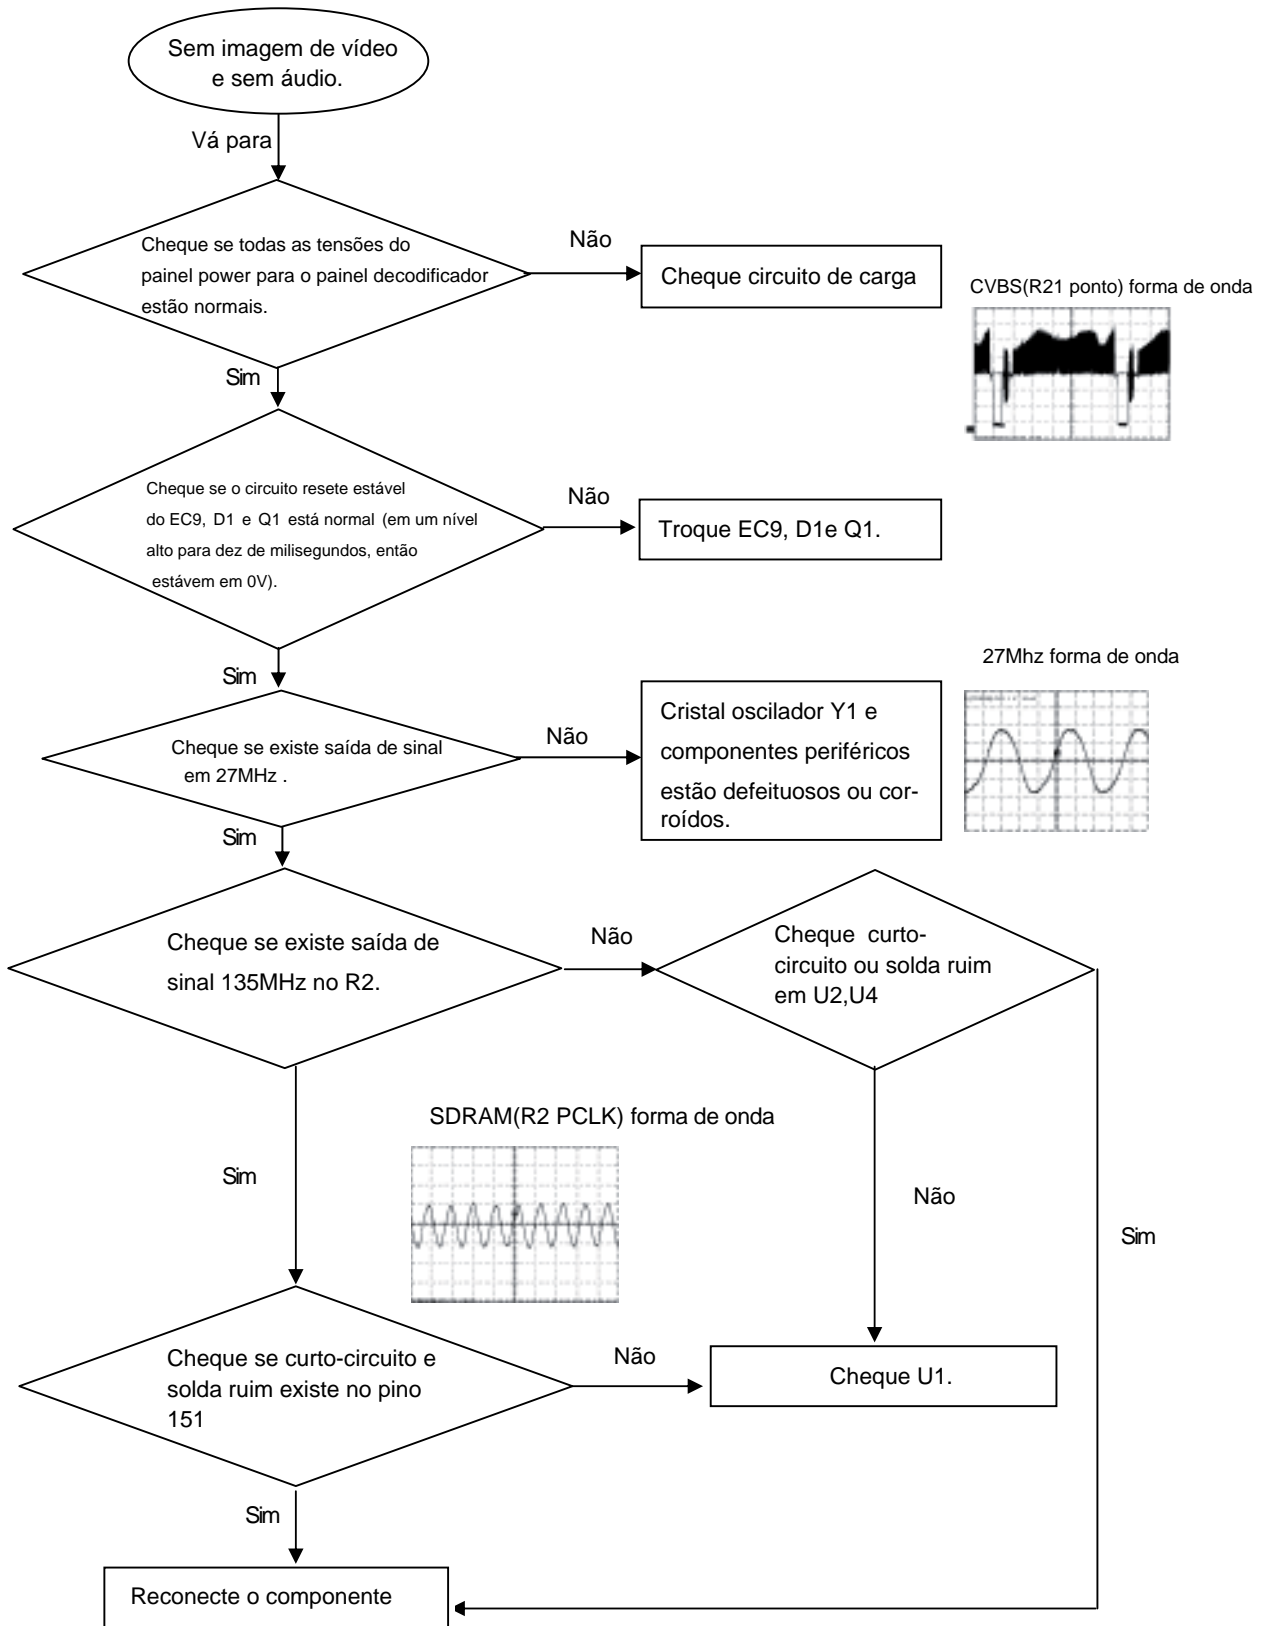 Sem imagem de vídeo
e sem áudio.
Vá para
Cheque se todas as tensões do
painel power para o painel decodificador
estão normais.
Não
Cheque circuito de carga
CVBS(R21 ponto) forma de onda
Sim
Cheque se o circuito resete estável
do EC9, D1 e Q1 está normal (em um nível
alto para dez de milisegundos, então
estávem em 0V).
Não
Troque EC9, D1e Q1.
Sim
27Mhz forma de onda
Cheque se existe saída de sinal
em 27MHz .
Não
Cristal oscilador Y1 e
componentes periféricos
estão defeituosos ou cor-
roídos.
Sim
Cheque se existe saída de
sinal 135MHz no R2.
Não
Cheque curto-
circuito ou solda ruim
em U2,U4
SDRAM(R2 PCLK) forma de onda
Sim
Não
Sim
Cheque se curto-circuito e
solda ruim existe no pino
151
Não
Cheque U1.
Sim
Reconecte o componente